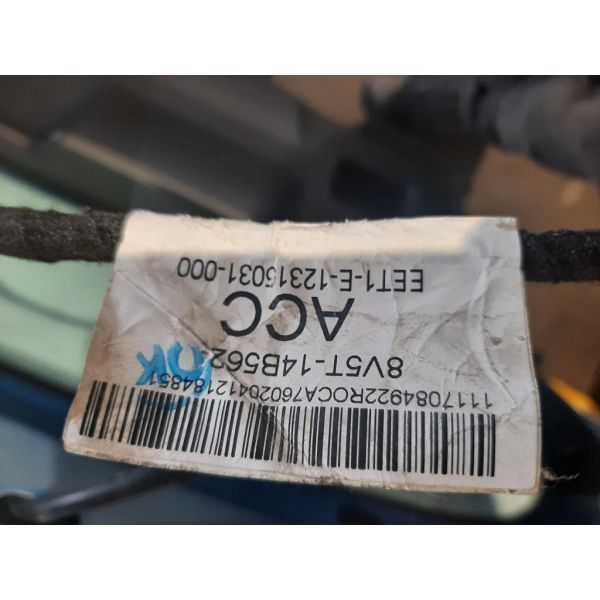 1117084922ROCA76020412184851
8V5T-14B562
OK
ACC
EET1-E-12315031-000